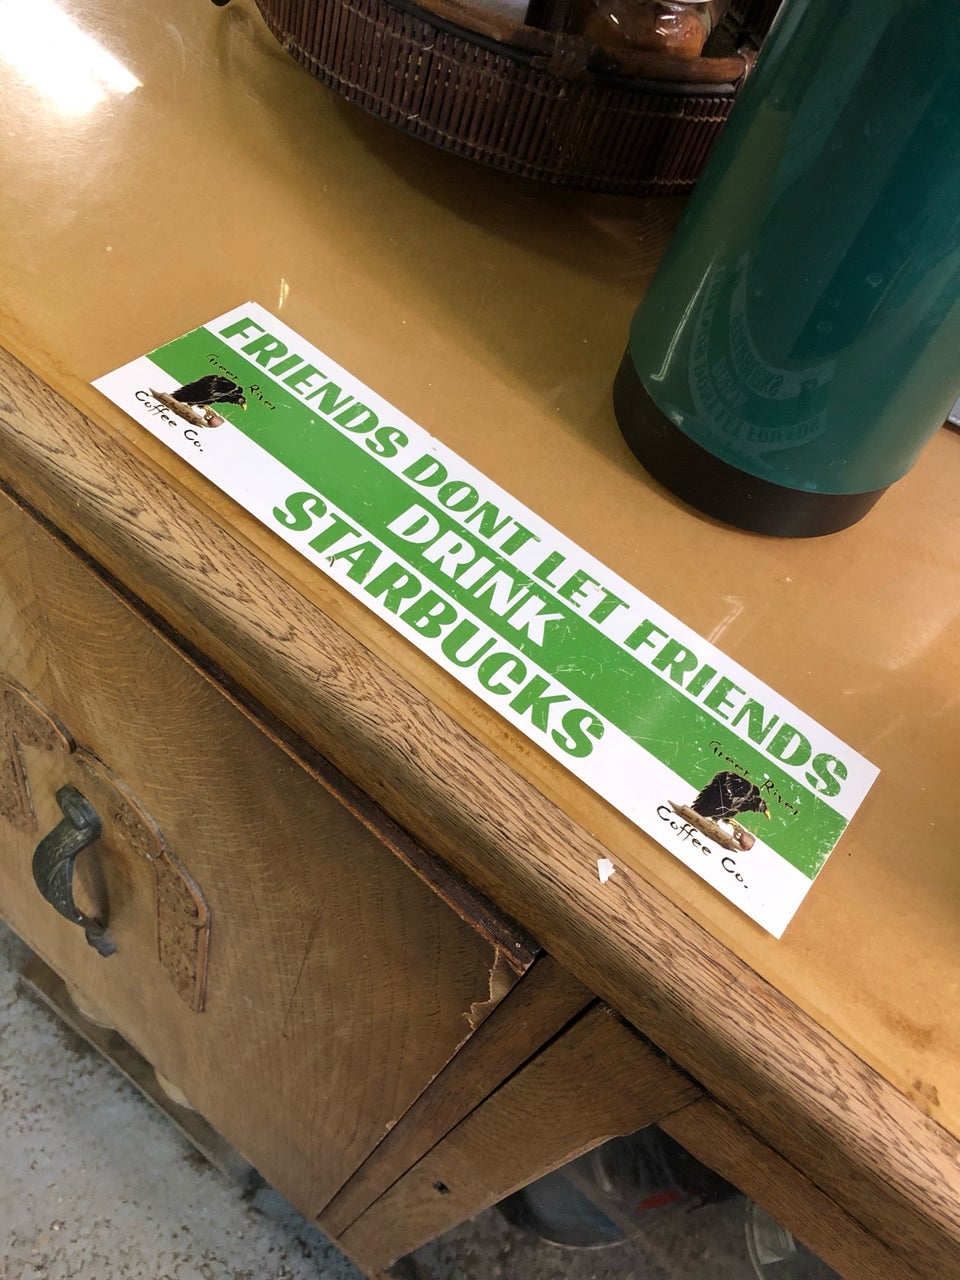 FRIENDS DONT LET FRIENDS
DRINK
STARBUCKS
Green River
Coffee Co.
Green River
Coffee Co.